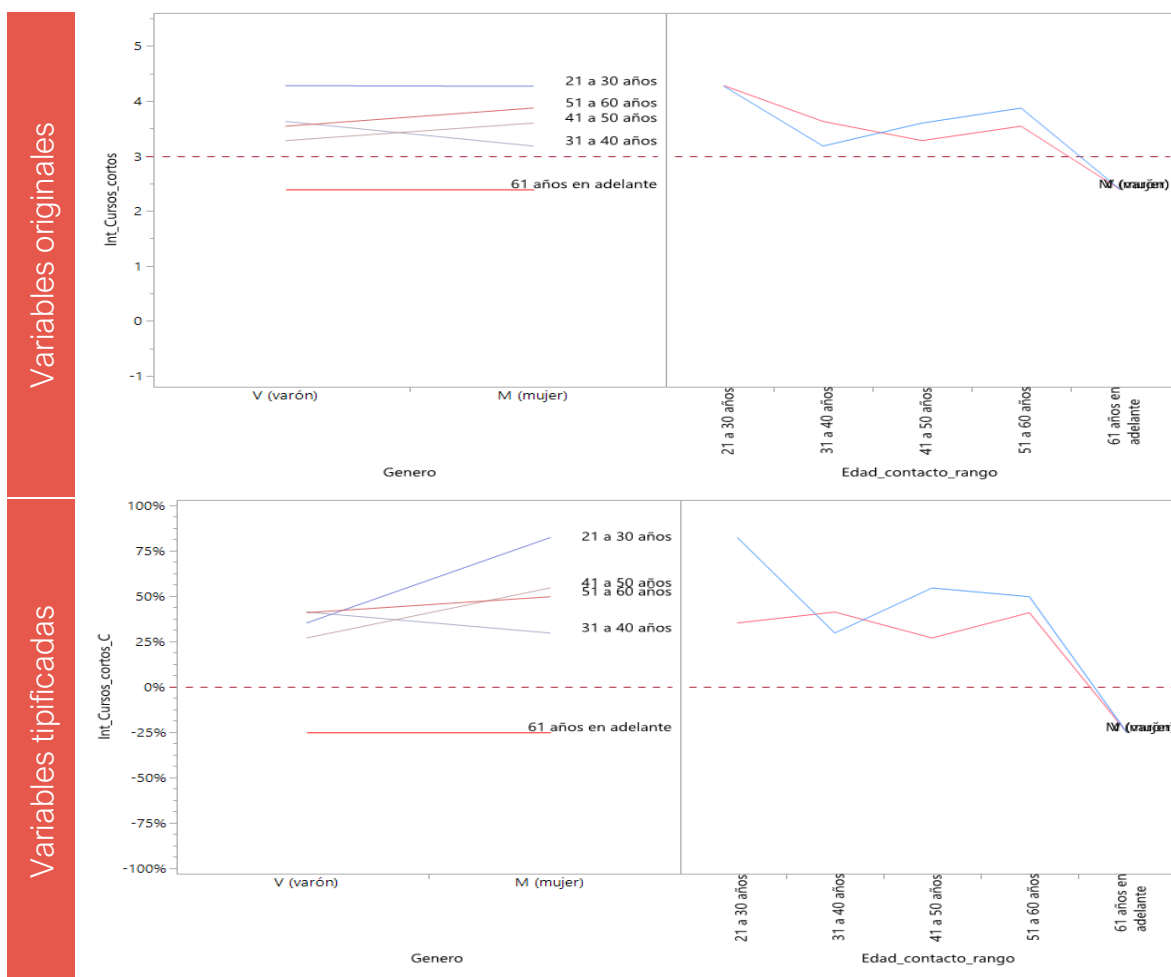 Variables originales
Int_Cursos_cortos
5
4
3
2
1
0
-1
21 a 30 años
51 a 60 años
41 a 50 años
31 a 40 años
61 años en adelante
V (varón)
M (mujer)
Genero
M (mujer)
V (varón)
21 a 30 años
31 a 40 años
41 a 50 años
51 a 60 años
61 años en
adelante
Edad_contacto_rango
Variables tipificadas
Int_Cursos_cortos_C
100%
75%
50%
25%
0%
-25%
-50%
-75%
-100%
21 a 30 años
41 a 50 años
51 a 60 años
31 a 40 años
61 años en adelante
V (varón)
M (mujer)
Genero
M (mujer)
V (varón)
21 a 30 años
31 a 40 años
41 a 50 años
51 a 60 años
61 años en
adelante
Edad_contacto_rango